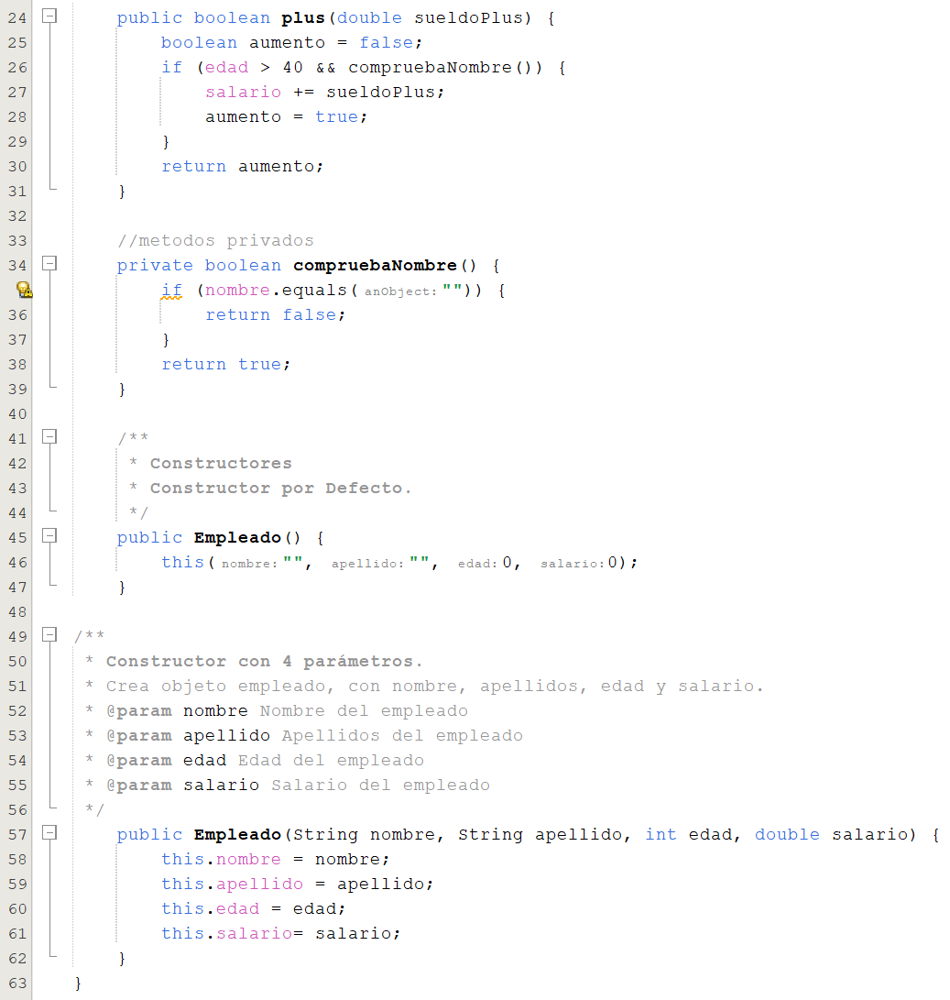 24 public boolean plus(double sueldoPlus) {
25 boolean aumento = false;
26 if (edad > 40 && compruebaNombre()) {
27 salario += sueldoPlus;
28 aumento = true;
29 }
30 return aumento;
31 }
32
33 //metodos privados
34 private boolean compruebaNombre() {
if (nombre.equals( anObject: "")) {
36 return false;
37 }
38 return true;
39 }
40
41 /**
42 * Constructores
43 * Constructor por Defecto.
44 */
45 public Empleado() {
46 this( nombre: "", apellido: "", edad: 0, salario: 0);
47 }
48
49 /**
50 * Constructor con 4 parámetros.
51 * Crea objeto empleado, con nombre, apellidos, edad y salario.
52 * @param nombre Nombre del empleado
53 * @param apellido Apellidos del empleado
54 * @param edad Edad del empleado
55 * @param salario Salario del empleado
56 */
57 public Empleado(String nombre, String apellido, int edad, double salario) {
58 this.nombre = nombre;
59 this.apellido = apellido;
60 this.edad = edad;
61 this.salario= salario;
62 }
63 }